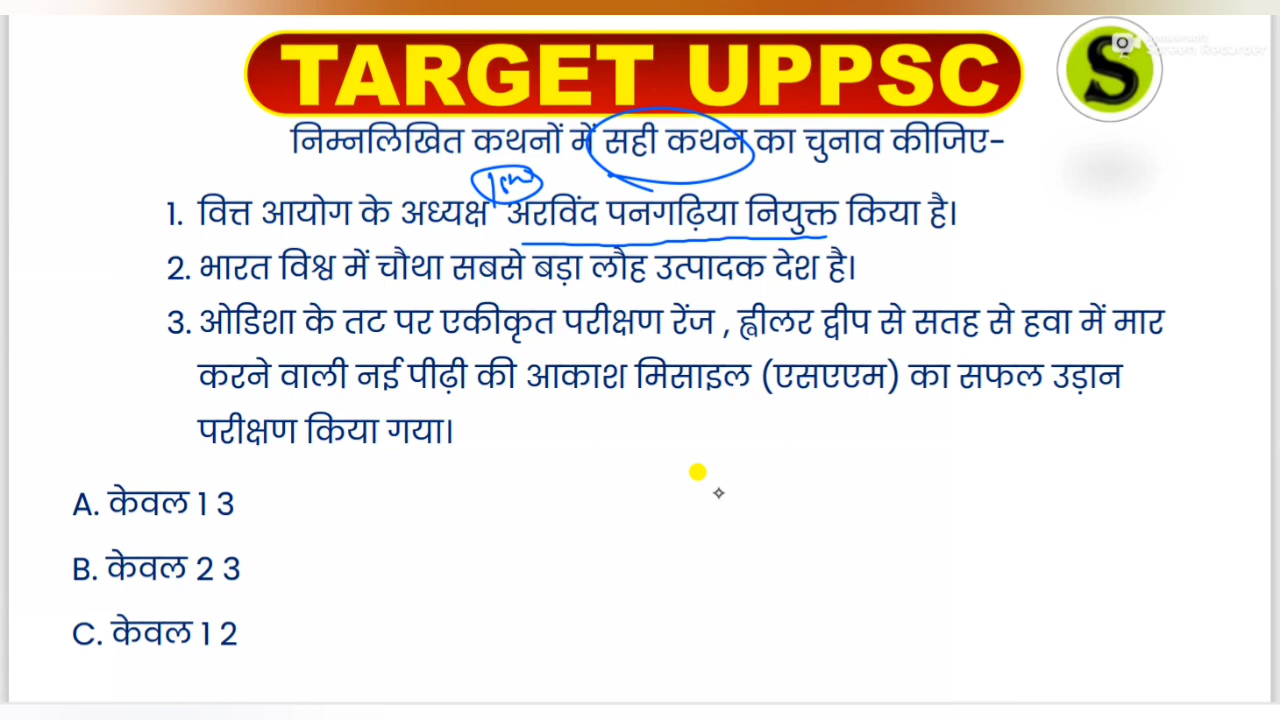 TARGET UPPSC
S
Screen Recorder
निम्नलिखित कथनों में सही कथन का चुनाव कीजिए-
1. वित्त आयोग के अध्यक्ष अरविंद पनगढ़िया नियुक्त किया है।
2. भारत विश्व में चौथा सबसे बड़ा लौह उत्पादक देश है।
3. ओडिशा के तट पर एकीकृत परीक्षण रेंज , ह्वीलर द्वीप से सतह से हवा में मार
करने वाली नई पीढ़ी की आकाश मिसाइल (एसएएम) का सफल उड़ान
परीक्षण किया गया।
A. केवल 1 3
B. केवल 2 3
C. केवल 1 2